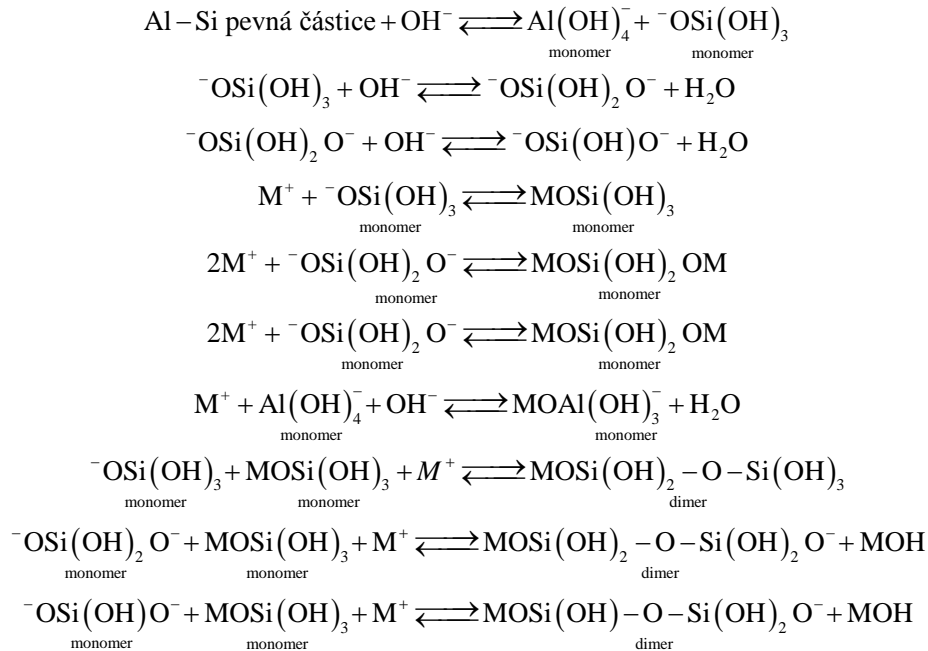 Al−Si pevná částice + OH⁻ ⇌ Al(OH)₄⁻ + ⁻OSi(OH)₃
monomer monomer
⁻OSi(OH)₃ + OH⁻ ⇌ ⁻OSi(OH)₂O⁻ + H₂O
⁻OSi(OH)₂O⁻ + OH⁻ ⇌ ⁻OSi(OH)O⁻ + H₂O
M⁺ + ⁻OSi(OH)₃ ⇌ MOSi(OH)₃
monomer monomer
2M⁺ + ⁻OSi(OH)₂O⁻ ⇌ MOSi(OH)₂OM
monomer monomer
2M⁺ + ⁻OSi(OH)₂O⁻ ⇌ MOSi(OH)₂OM
monomer monomer
M⁺ + Al(OH)₄⁻ + OH⁻ ⇌ MOAl(OH)₃⁻ + H₂O
monomer monomer
⁻OSi(OH)₃ + MOSi(OH)₃ + M⁺ ⇌ MOSi(OH)₂−O−Si(OH)₃
monomer monomer dimer
⁻OSi(OH)₂O⁻ + MOSi(OH)₃ + M⁺ ⇌ MOSi(OH)₂−O−Si(OH)₂O⁻ + MOH
monomer monomer dimer
⁻OSi(OH)O⁻ + MOSi(OH)₃ + M⁺ ⇌ MOSi(OH)−O−Si(OH)₂O⁻ + MOH
monomer monomer dimer